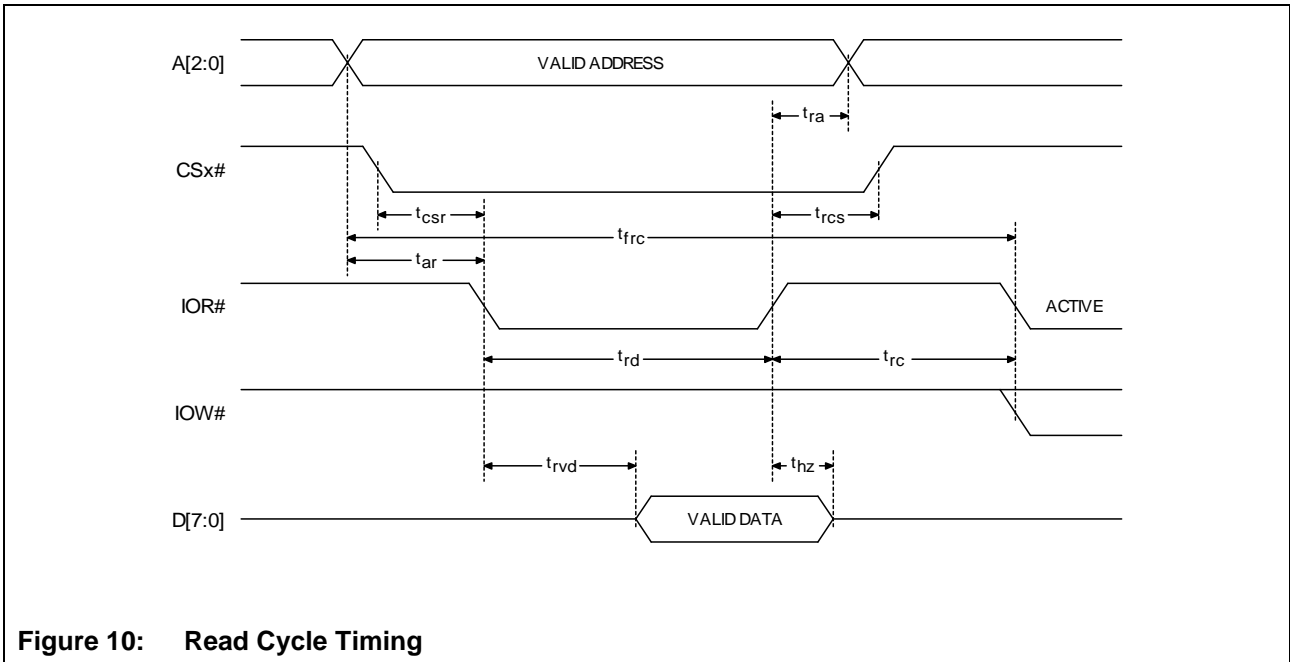 A[2:0]
VALID ADDRESS
tra
CSx#
tcsr
trcs
tfrc
tar
IOR#
ACTIVE
trd
trc
IOW#
trvd
thz
D[7:0]
VALID DATA
Figure 10: Read Cycle Timing